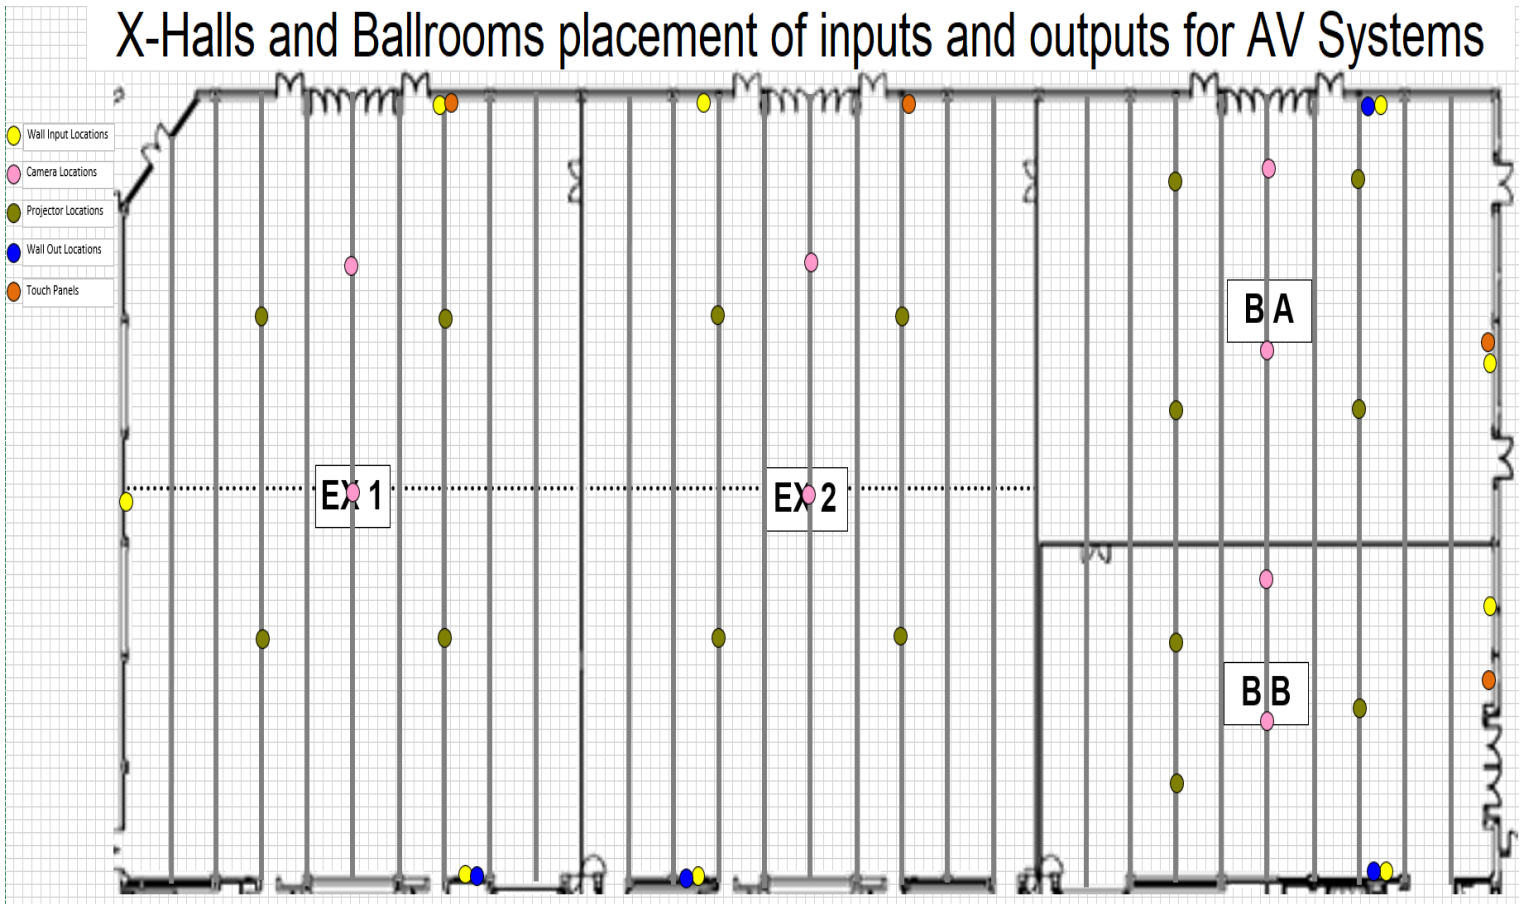 X-Halls and Ballrooms placement of inputs and outputs for AV Systems
Wall Input Locations
Camera Locations
Projector Locations
Wall Out Locations
Touch Panels
B A
EX 1
EX 2
B B